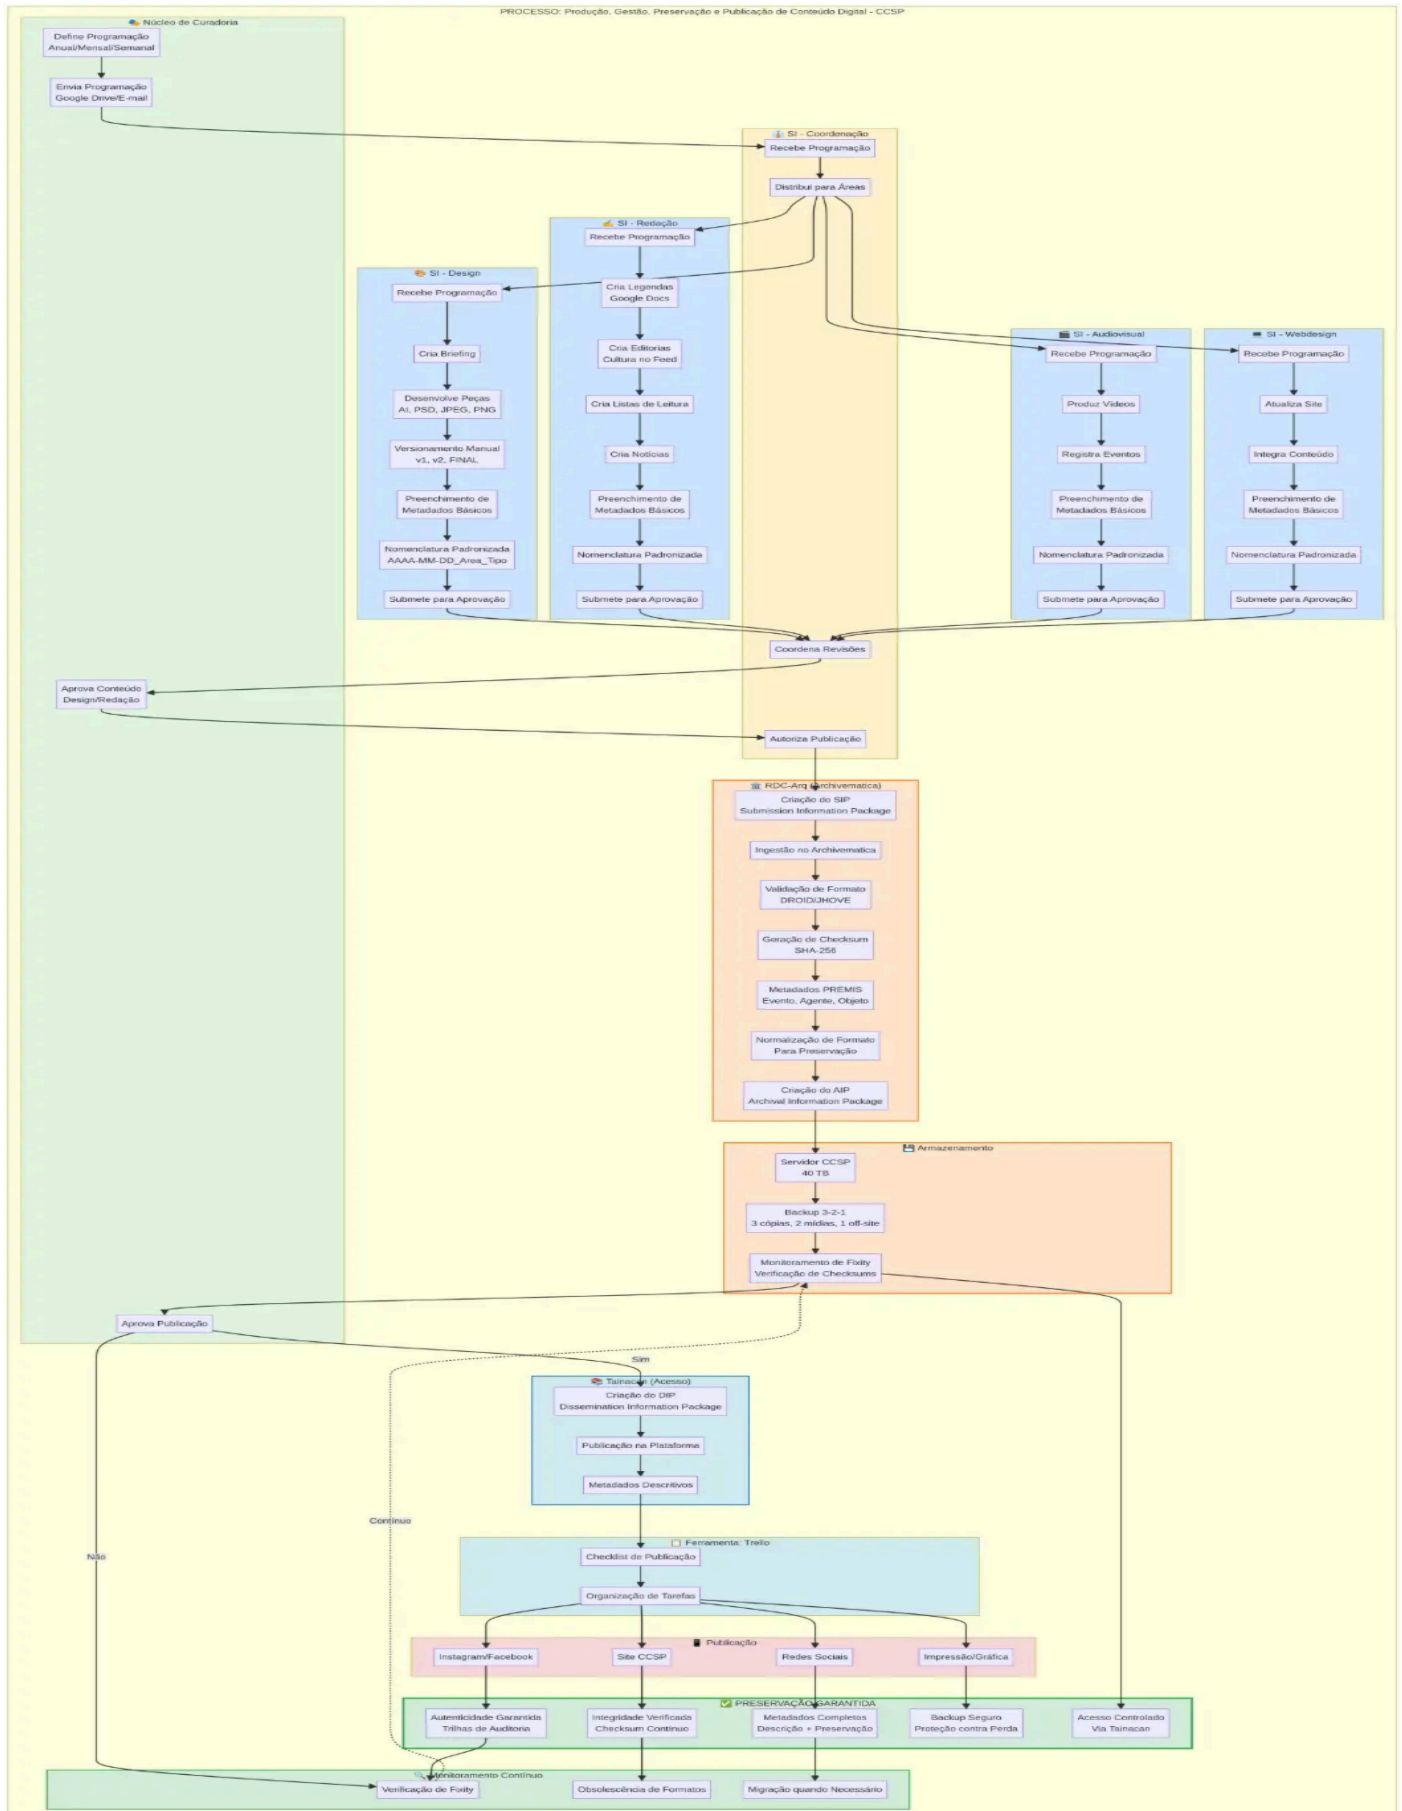 PROCESSO: Produção, Gestão, Preservação e Publicação de Conteúdo Digital - CCSP
Núcleo de Curadoria
Define Programação
Anual/Mensal/Semanal
Envia Programação
Google Drive/E-mail
SI - Coordenação
Recebe Programação
Distribui para Áreas
SI - Redação
Recebe Programação
Cria Legendas
Google Docs
Cria Editorias
Cultura no Feed
Cria Listas de Leitura
Cria Notícias
Preenchimento de
Metadados Básicos
Nomenclatura Padronizada
Submete para Aprovação
SI - Design
Recebe Programação
Cria Briefing
Desenvolve Peças
AI, PSD, JPEG, PNG
Versionamento Manual
v1, v2, FINAL
Preenchimento de
Metadados Básicos
Nomenclatura Padronizada
AAAA-MM-DD_Area_Tipo
Submete para Aprovação
SI - Audiovisual
Recebe Programação
Produz Vídeos
Registra Eventos
Preenchimento de
Metadados Básicos
Nomenclatura Padronizada
Submete para Aprovação
SI - Webdesign
Recebe Programação
Atualiza Site
Integra Conteúdo
Preenchimento de
Metadados Básicos
Nomenclatura Padronizada
Submete para Aprovação
Coordena Revisões
Aprova Conteúdo
Design/Redação
Autoriza Publicação
RDC-Arq (Archivematica)
Criação do SIP
Submission Information Package
Ingestão no Archivematica
Validação de Formato
DROID/JHOVE
Geração de Checksum
SHA-256
Metadados PREMIS
Evento, Agente, Objeto
Normalização de Formato
Para Preservação
Criação do AIP
Archival Information Package
Armazenamento
Servidor CCSP
40 TB
Backup 3-2-1
3 cópias, 2 mídias, 1 off-site
Monitoramento de Fixity
Verificação de Checksums
Aprova Publicação
Sim
Tainacan (Acesso)
Criação do DIP
Dissemination Information Package
Publicação na Plataforma
Metadados Descritivos
Contínuo
Não
Ferramenta: Trello
Checklist de Publicação
Organização de Tarefas
Publicação
Instagram/Facebook
Site CCSP
Redes Sociais
Impressão/Gráfica
PRESERVAÇÃO GARANTIDA
Autenticidade Garantida
Trilhas de Auditoria
Integridade Verificada
Checksum Contínuo
Metadados Completos
Descrição + Preservação
Backup Seguro
Proteção contra Perda
Acesso Controlado
Via Tainacan
Monitoramento Contínuo
Verificação de Fixity
Obsolescência de Formatos
Migração quando Necessário